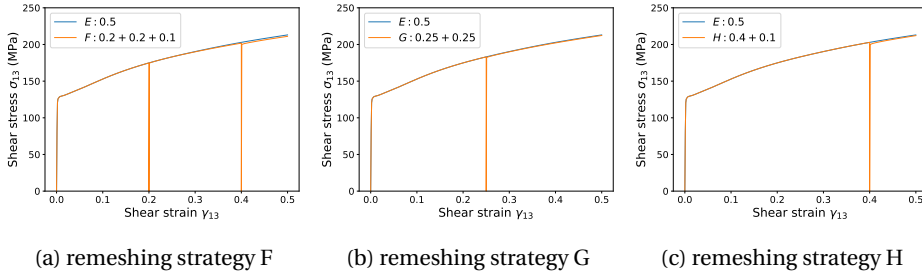 Shear stress σ13 (MPa)
250
200
150
100
50
0
E : 0.5
F : 0.2 + 0.2 + 0.1
0.0 0.1 0.2 0.3 0.4 0.5
Shear strain γ13
(a) remeshing strategy F
Shear stress σ13 (MPa)
250
200
150
100
50
0
E : 0.5
G : 0.25 + 0.25
0.0 0.1 0.2 0.3 0.4 0.5
Shear strain γ13
(b) remeshing strategy G
Shear stress σ13 (MPa)
250
200
150
100
50
0
E : 0.5
H : 0.4 + 0.1
0.0 0.1 0.2 0.3 0.4 0.5
Shear strain γ13
(c) remeshing strategy H